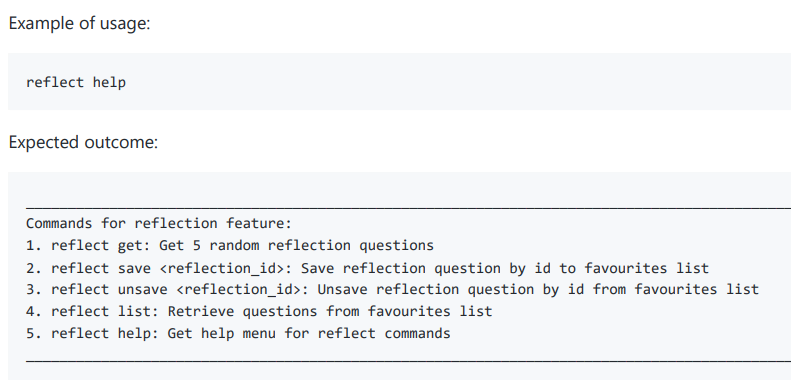 Example of usage:
reflect help
Expected outcome:
Commands for reflection feature:
1. reflect get: Get 5 random reflection questions
2. reflect save <reflection_id>: Save reflection question by id to favourites list
3. reflect unsave <reflection_id>: Unsave reflection question by id from favourites list
4. reflect list: Retrieve questions from favourites list
5. reflect help: Get help menu for reflect commands